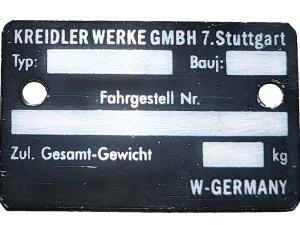 KREIDLER WERKE GMBH 7.Stuttgart
Typ: Bauj:
Fahrgestell Nr.
Zul. Gesamt-Gewicht kg
W-GERMANY